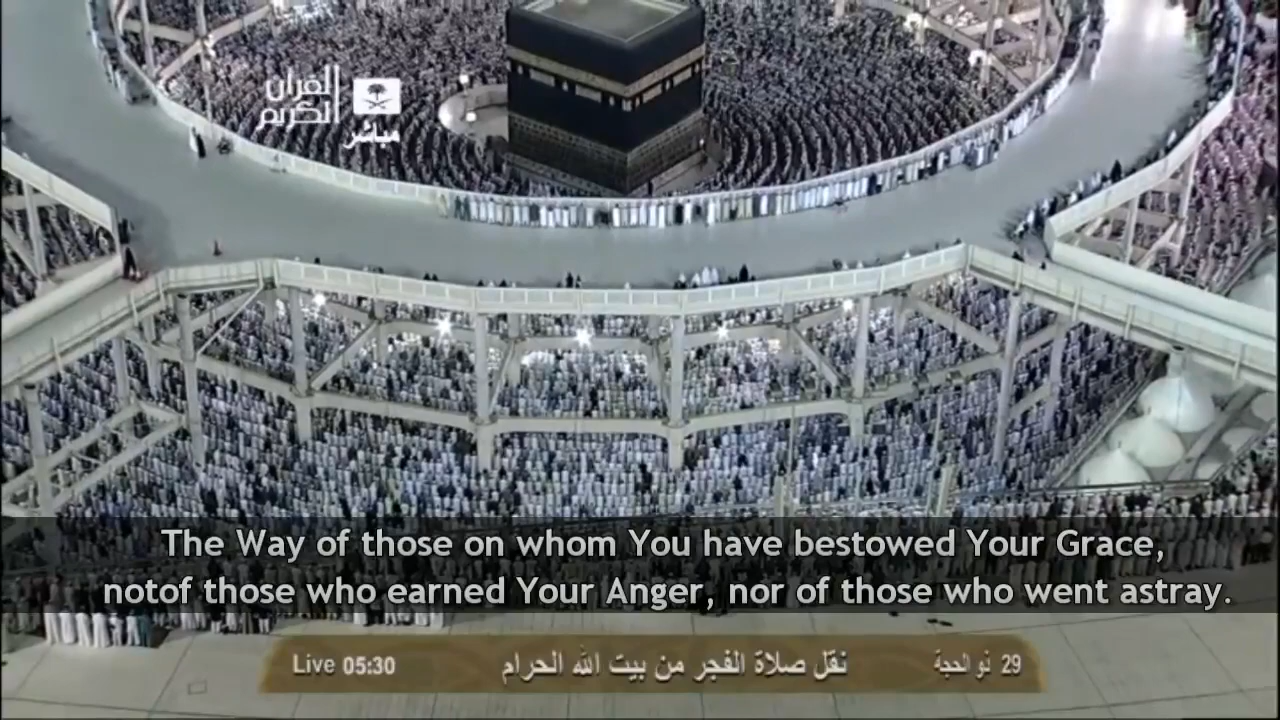 القرآن
الكريم
مباشر
The Way of those on whom You have bestowed Your Grace,
notof those who earned Your Anger, nor of those who went astray.
Live 05:30 نقل صلاة الفجر من بيت الله الحرام 29 ذو الحجة